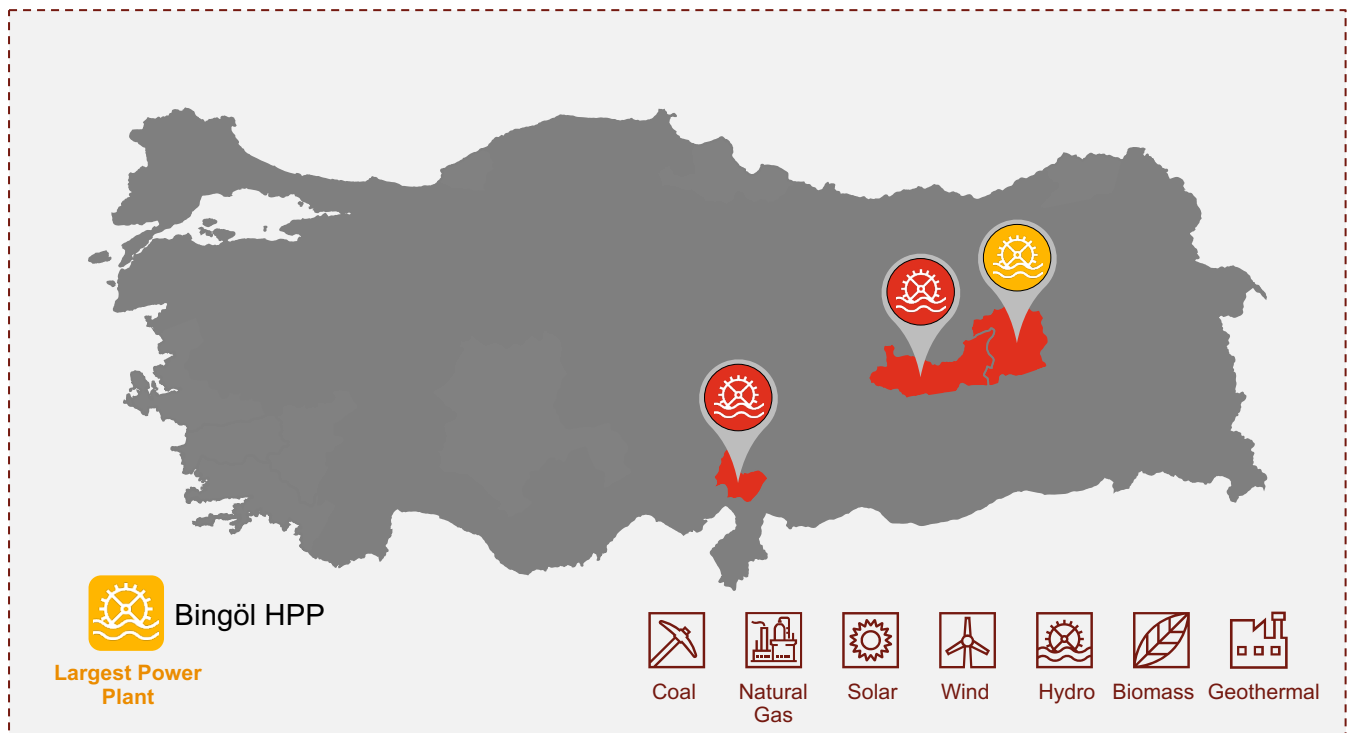 Bingöl HPP
Largest Power
Plant
Coal
Natural
Gas
Solar
Wind
Hydro
Biomass
Geothermal